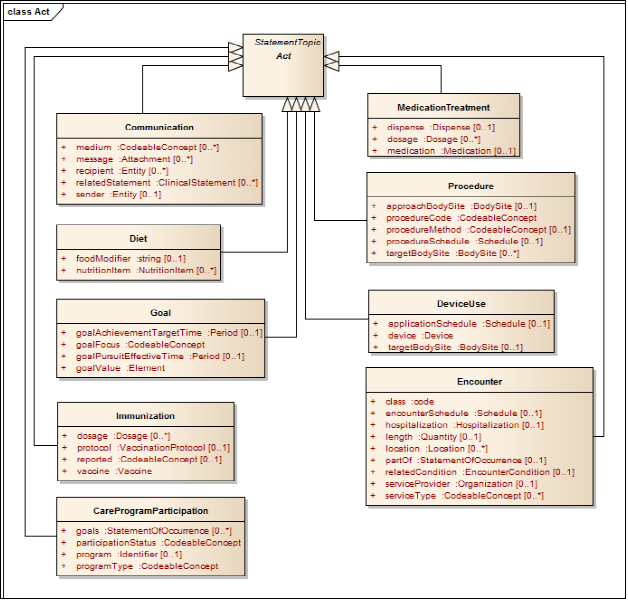 class Act
StatementTopic
Act
Communication
+ medium :CodeableConcept [0..*]
+ message :Attachment [0..*]
+ recipient :Entity [0..*]
+ relatedStatement :ClinicalStatement [0..*]
+ sender :Entity [0..1]
MedicationTreatment
+ dispense :Dispense [0..1]
+ dosage :Dosage [0..*]
+ medication :Medication [0..1]
Procedure
+ approachBodySite :BodySite [0..1]
+ procedureCode :CodeableConcept
+ procedureMethod :CodeableConcept [0..1]
+ procedureSchedule :Schedule [0..1]
+ targetBodySite :BodySite [0..*]
Diet
+ foodModifier :string [0..1]
+ nutritionItem :NutritionItem [0..*]
Goal
+ goalAchievementTargetTime :Period [0..1]
+ goalFocus :CodeableConcept
+ goalPursuitEffectiveTime :Period [0..1]
+ goalValue :Element
DeviceUse
+ applicationSchedule :Schedule [0..1]
+ device :Device
+ targetBodySite :BodySite [0..*]
Encounter
+ class :code
+ encounterSchedule :Schedule [0..1]
+ hospitalization :Hospitalization [0..1]
+ length :Quantity [0..1]
+ location :Location [0..*]
+ partOf :StatementOfOccurrence [0..1]
+ relatedCondition :EncounterCondition [0..1]
+ serviceProvider :Organization [0..1]
+ serviceType :CodeableConcept [0..*]
Immunization
+ dosage :Dosage [0..*]
+ protocol :VaccinationProtocol [0..1]
+ reported :CodeableConcept [0..1]
+ vaccine :Vaccine
CareProgramParticipation
+ goals :StatementOfOccurrence [0..*]
+ participationStatus :CodeableConcept
+ program :Identifier [0..1]
+ programType :CodeableConcept